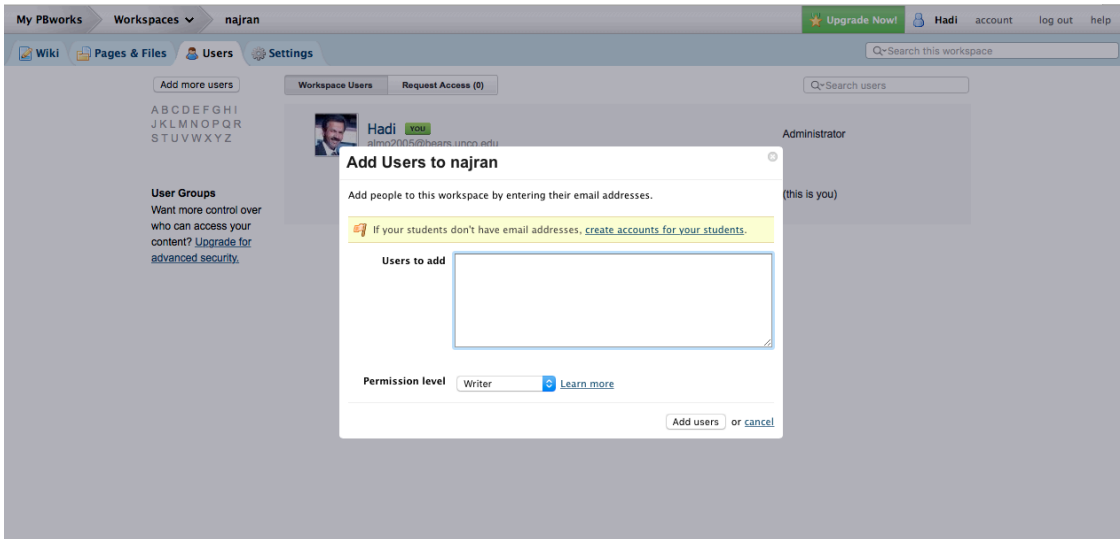 My PBworks Workspaces najran Upgrade Now! Hadi account log out help
Wiki Pages & Files Users Settings Search this workspace
Add more users Workspace Users Request Access (0) Search users
A B C D E F G H I
J K L M N O P Q R
S T U V W X Y Z
Hadi YOU Administrator
almo2005@bears.unco.edu
Add Users to najran
Add people to this workspace by entering their email addresses. (this is you)
User Groups
Want more control over
who can access your
content? Upgrade for
advanced security.
If your students don't have email addresses, create accounts for your students.
Users to add
Permission level Writer Learn more
Add users or cancel